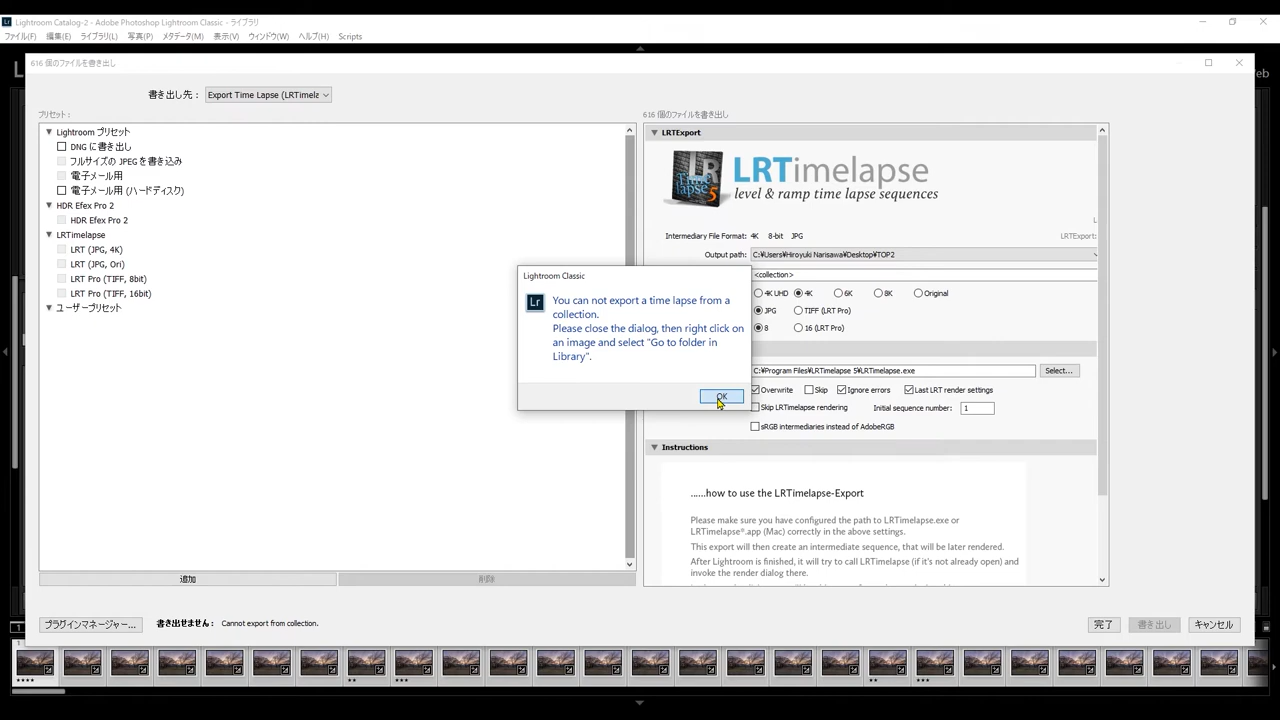 Lightroom Catalog-2 - Adobe Photoshop Lightroom Classic - ライブラリ
ファイル(F) 編集(E) ライブラリ(L) 写真(P) メタデータ(M) 表示(V) ウィンドウ(W) ヘルプ(H) Scripts
616 個のファイルを書き出し
書き出し先： Export Time Lapse (LRTimela
プリセット：
Lightroom プリセット
DNG に書き出し
フルサイズの JPEG を書き込み
電子メール用
電子メール用 (ハードディスク)
HDR Efex Pro 2
HDR Efex Pro 2
LRTimelapse
LRT (JPG, 4K)
LRT (JPG, Ori)
LRT Pro (TIFF, 8bit)
LRT Pro (TIFF, 16bit)
ユーザープリセット
追加 削除
プラグインマネージャー... 書き出せません： Cannot export from collection.
616 個のファイルを書き出し
LRTExport
LRTimelapse
level & ramp time lapse sequences
Intermediary File Format: 4K 8-bit JPG LRTExport:
Output path: C:¥Users¥Hiroyuki Narisawa¥Desktop¥TOP2
<collection>
4K UHD 4K 6K 8K Original
JPG TIFF (LRT Pro)
8 16 (LRT Pro)
C:¥Program Files¥LRTimelapse 5¥LRTimelapse.exe Select...
Overwrite Skip Ignore errors Last LRT render settings
Skip LRTimelapse rendering Initial sequence number: 1
sRGB intermediaries instead of AdobeRGB
Instructions
......how to use the LRTimelapse-Export
Please make sure you have configured the path to LRTimelapse.exe or
LRTimelapse*.app (Mac) correctly in the above settings.
This export will then create an intermediate sequence, that will be later rendered.
After Lightroom is finished, it will try to call LRTimelapse (if it's not already open) and
invoke the render dialog there.
完了 書き出し キャンセル
Lightroom Classic
Lr
You can not export a time lapse from a
collection.
Please close the dialog, then right click on
an image and select "Go to folder in
Library".
OK